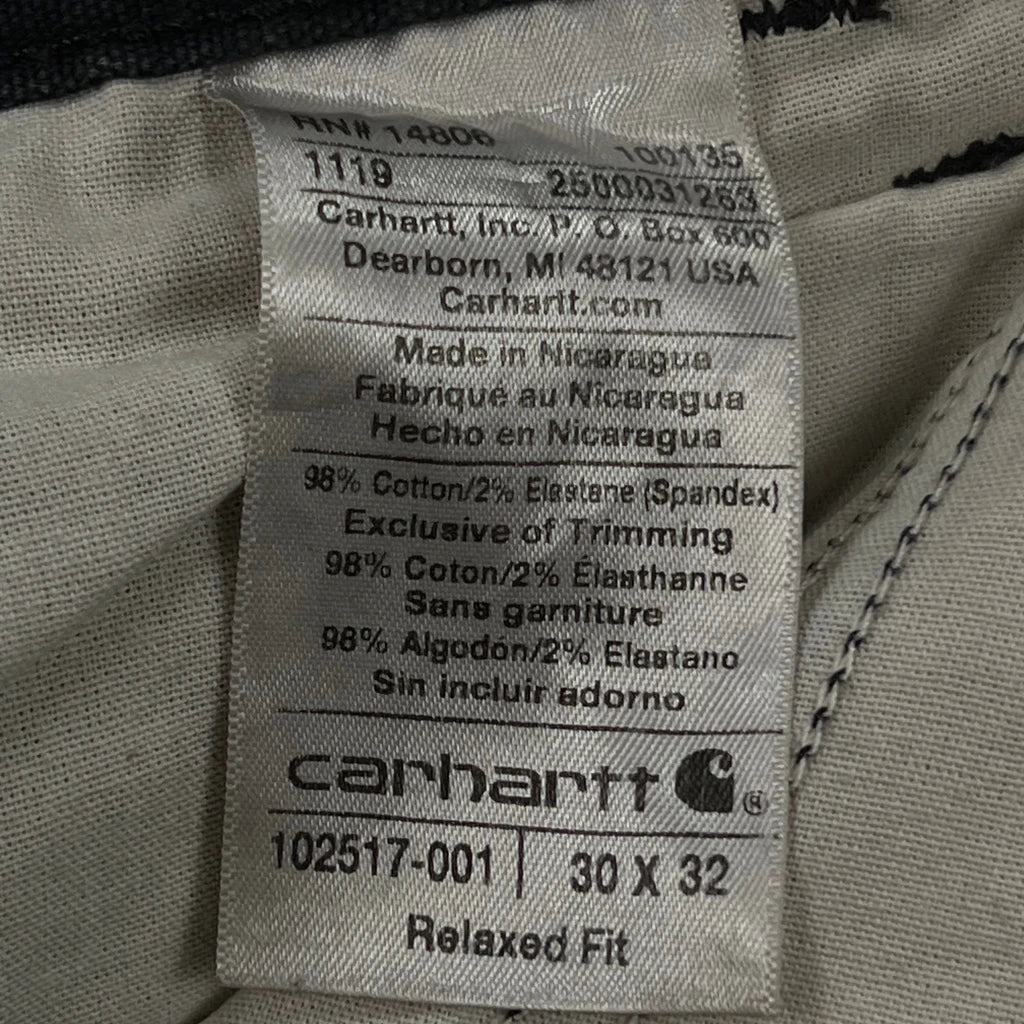 RN# 14806 100135
1119 2500031263
Carhartt, Inc. P. O. Box 600
Dearborn, MI 48121 USA
Carhartt.com
Made in Nicaragua
Fabrique au Nicaragua
Hecho en Nicaragua
98% Cotton/2% Elastane (Spandex)
Exclusive of Trimming
98% Coton/2% Élasthanne
Sans garniture
98% Algodón/2% Elastano
Sin incluir adorno
carhartt ®
102517-001 | 30 X 32
Relaxed Fit